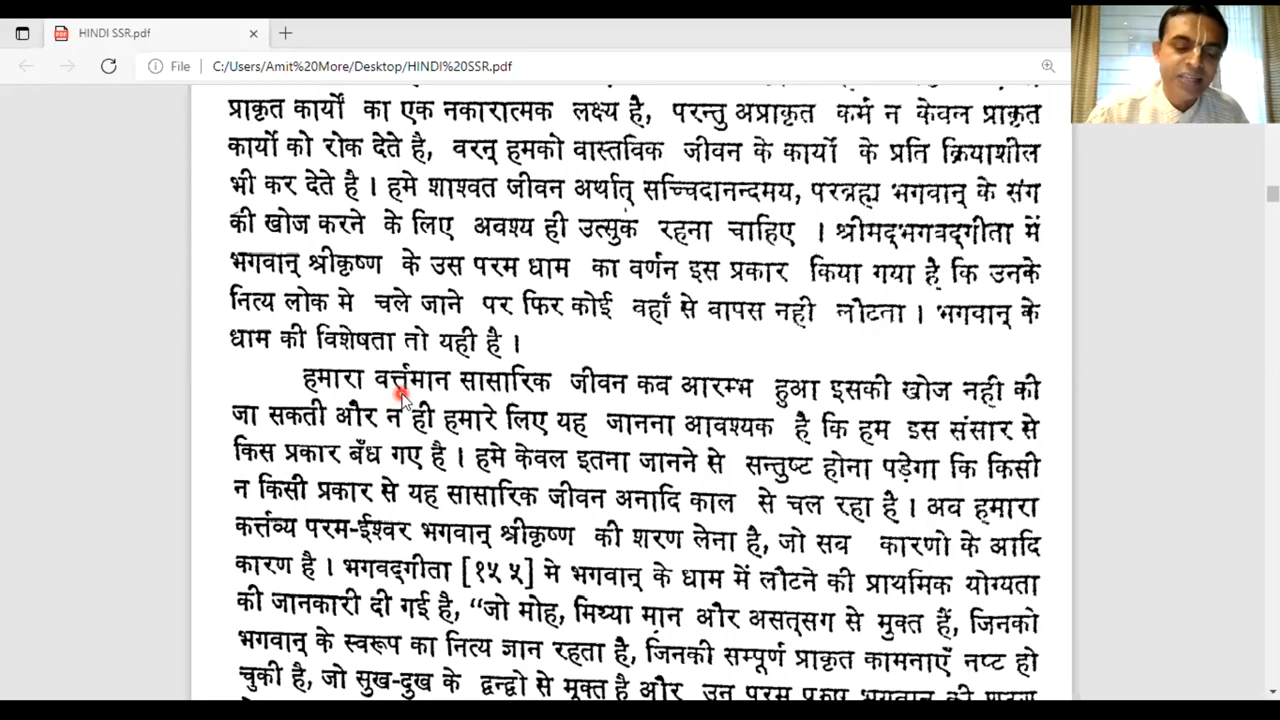 HINDI SSR.pdf
File C:/Users/Amit%20More/Desktop/HINDI%20SSR.pdf
प्राकृत कार्यों का एक नकारात्मक लक्ष्य है, परन्तु अप्राकृत कर्म न केवल प्राकृत
कार्यो को रोक देते है, वरन् हमको वास्तविक जीवन के कार्यो के प्रति क्रियाशील
भी कर देते है । हमे शाश्वत जीवन अर्थात् सच्चिदानन्दमय, परब्रह्म भगवान् के संग
की खोज करने के लिए अवश्य ही उत्सुक रहना चाहिए । श्रीमद्भगवद्गीता में
भगवान् श्रीकृष्ण के उस परम धाम का वर्णन इस प्रकार किया गया है कि उनके
नित्य लोक मे चले जाने पर फिर कोई वहाँ से वापस नही लौटना । भगवान् के
धाम की विशेषता तो यही है ।
हमारा वर्त्तमान सासारिक जीवन कब आरम्भ हुआ इसकी खोज नही की
जा सकती और न ही हमारे लिए यह जानना आवश्यक है कि हम इस संसार से
किस प्रकार बँध गए है । हमे केवल इतना जानने से सन्तुष्ट होना पड़ेगा कि किसी
न किसी प्रकार से यह सासारिक जीवन अनादि काल से चल रहा है । अब हमारा
कर्त्तव्य परम-ईश्वर भगवान् श्रीकृष्ण की शरण लेना है, जो सब कारणो के आदि
कारण है । भगवद्गीता [१५ ५] मे भगवान् के धाम में लौटने की प्राथमिक योग्यता
की जानकारी दी गई है, “जो मोह, मिथ्या मान और असत्सग से मुक्त हैं, जिनको
भगवान् के स्वरूप का नित्य ज्ञान रहता है, जिनकी सम्पूर्ण प्राकृत कामनाएँ नष्ट हो
चुकी है, जो सुख-दुख के द्वन्द्वो से मुक्त है और उन परम पुरुष भगवान् की शरण